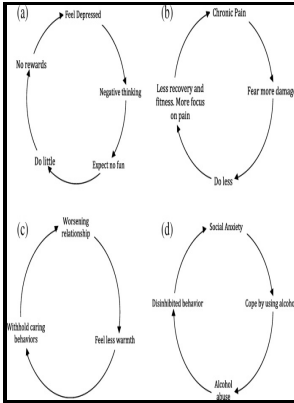 (a)
Feel Depressed
No rewards
Negative thinking
Do little
Expect no fun
(b)
Chronic Pain
Less recovery and
fitness. More focus
on pain
Fear more damage
Do less
(c)
Worsening
relationship
Withhold caring
behaviors
Feel less warmth
(d)
Social Anxiety
Disinhibited behavior
Cope by using alcoho
Alcohol
abuse